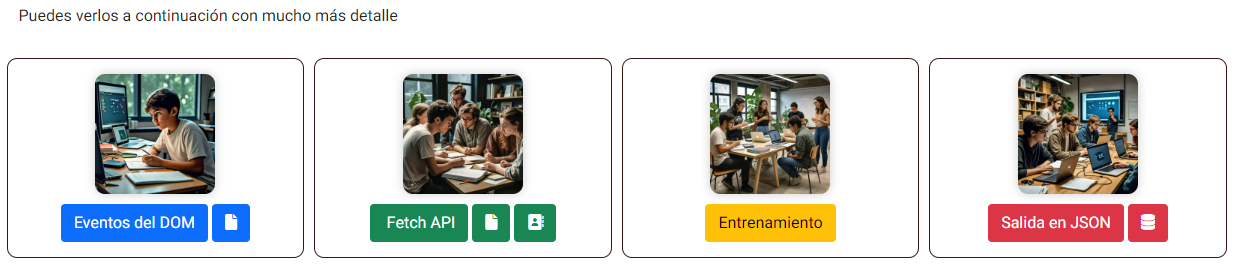 Puedes verlos a continuación con mucho más detalle
Eventos del DOM
Fetch API
Entrenamiento
Salida en JSON